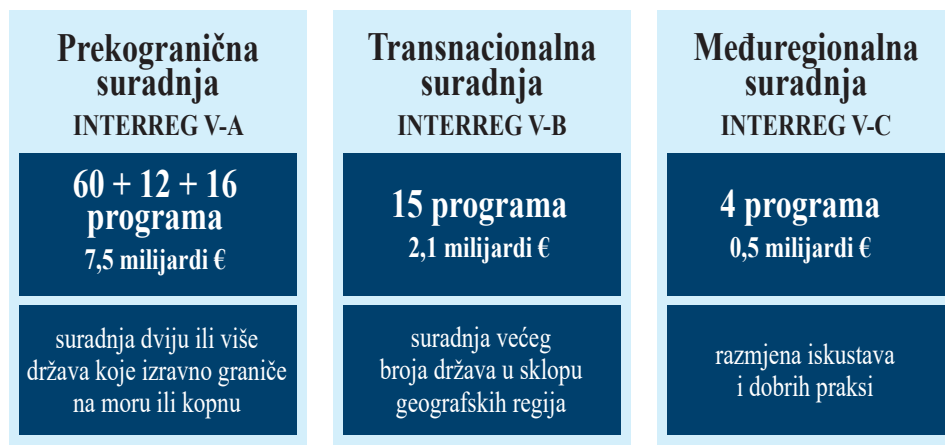 Prekogranična
suradnja
INTERREG V-A
60 + 12 + 16
programa
7,5 milijardi €
suradnja dviju ili više
država koje izravno graniče
na moru ili kopnu
Transnacionalna
suradnja
INTERREG V-B
15 programa
2,1 milijardi €
suradnja većeg
broja država u sklopu
geografskih regija
Međuregionalna
suradnja
INTERREG V-C
4 programa
0,5 milijardi €
razmjena iskustava
i dobrih praksi